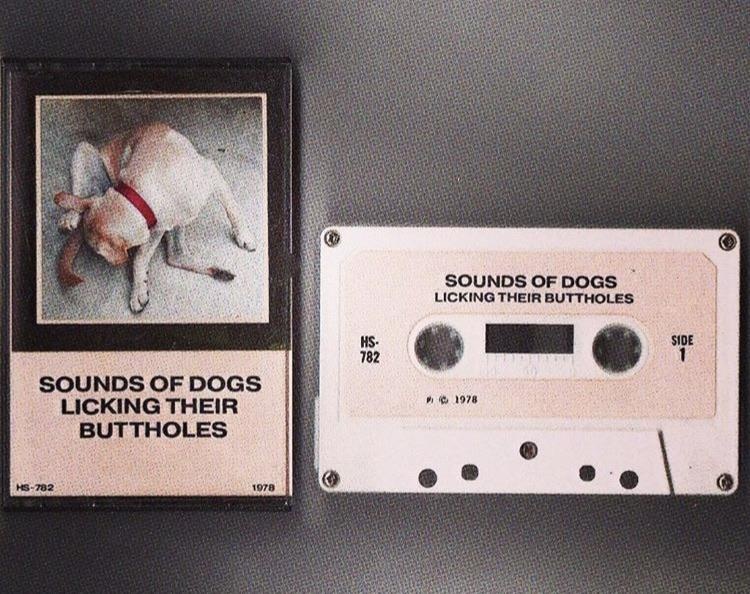 SOUNDS OF DOGS
LICKING THEIR
BUTTHOLES
HS-782
1978
SOUNDS OF DOGS
LICKING THEIR BUTTHOLES
HS-
782
SIDE
1
℗ © 1978